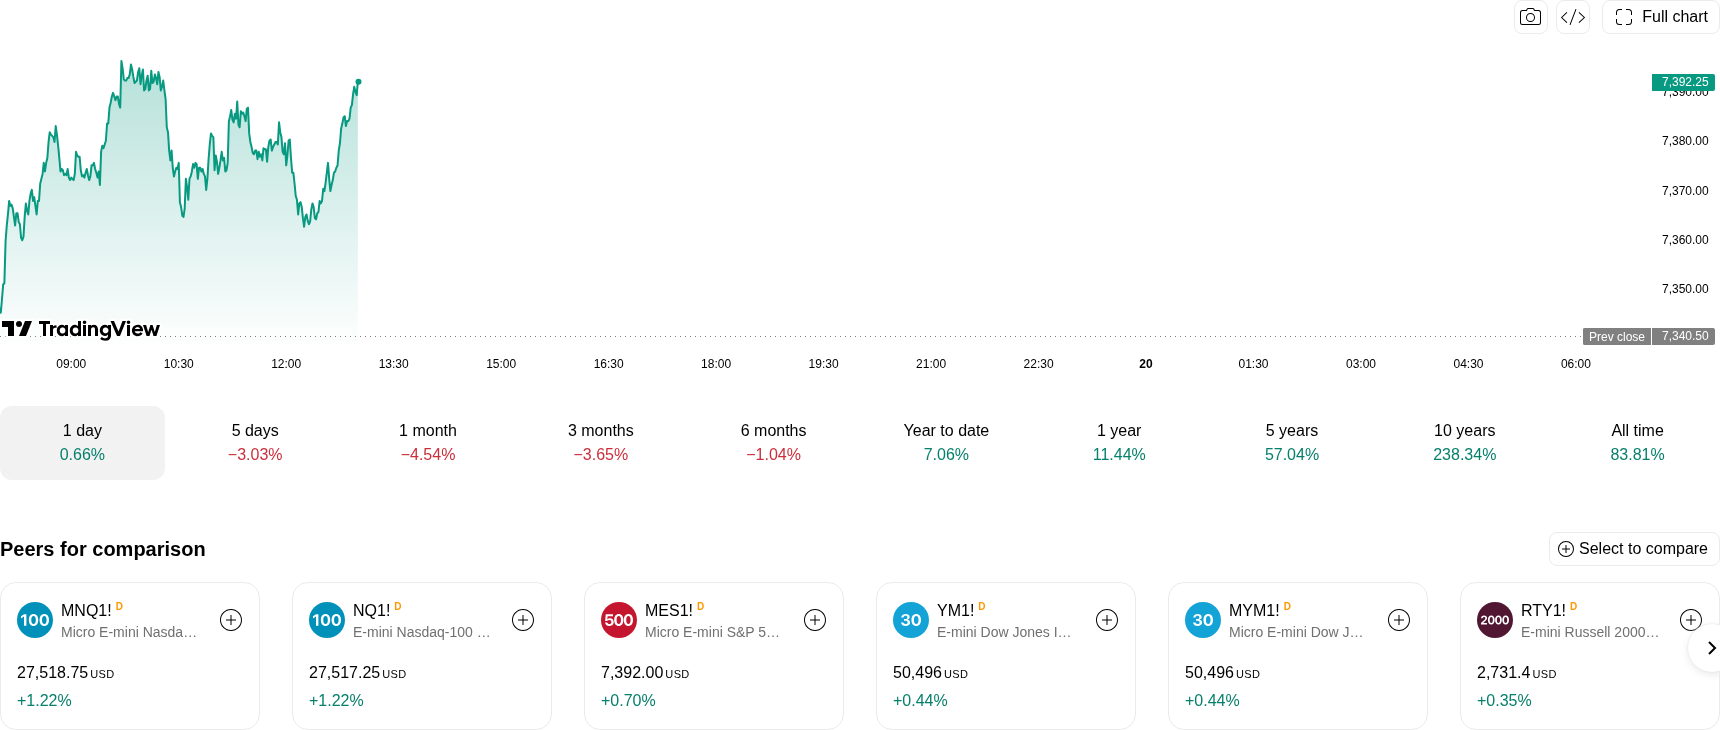 Full chart
7,392.25
7,390.00
7,380.00
7,370.00
7,360.00
7,350.00
TradingView
Prev close 7,340.50
09:00 10:30 12:00 13:30 15:00 16:30 18:00 19:30 21:00 22:30 20 01:30 03:00 04:30 06:00
1 day 5 days 1 month 3 months 6 months Year to date 1 year 5 years 10 years All time
0.66% −3.03% −4.54% −3.65% −1.04% 7.06% 11.44% 57.04% 238.34% 83.81%
Peers for comparison
Select to compare
100 MNQ1! D
Micro E-mini Nasda…
27,518.75 USD
+1.22%
100 NQ1! D
E-mini Nasdaq-100 …
27,517.25 USD
+1.22%
500 MES1! D
Micro E-mini S&P 5…
7,392.00 USD
+0.70%
30 YM1! D
E-mini Dow Jones I…
50,496 USD
+0.44%
30 MYM1! D
Micro E-mini Dow J…
50,496 USD
+0.44%
2000 RTY1! D
E-mini Russell 2000…
2,731.4 USD
+0.35%